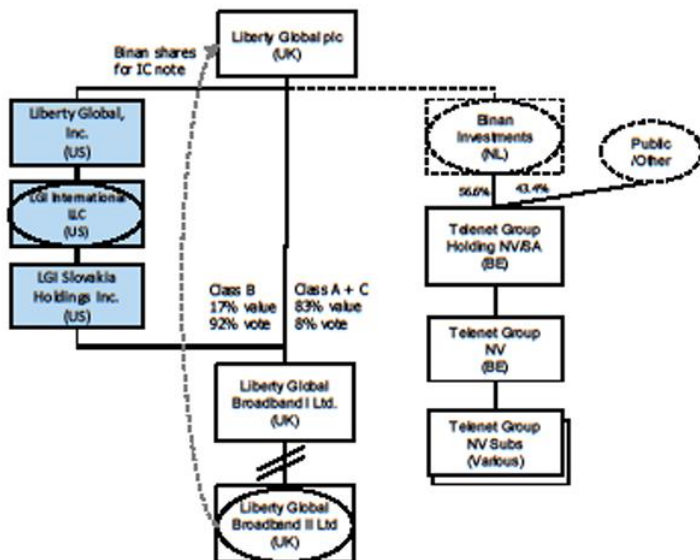 Liberty Global plc
(UK)
Binan shares
for IC note
Liberty Global,
Inc.
(US)
LGI International
LLC
(US)
LGI Slovakia
Holdings Inc.
(US)
Binan
Investments
(NL)
Public
/Other
56.6%
43.4%
Telenet Group
Holding NV/SA
(BE)
Class B
17% value
92% vote
Class A + C
83% value
8% vote
Telenet Group
NV
(BE)
Liberty Global
Broadband I Ltd.
(UK)
Telenet Group
NV Subs
(Various)
Liberty Global
Broadband II Ltd
(UK)